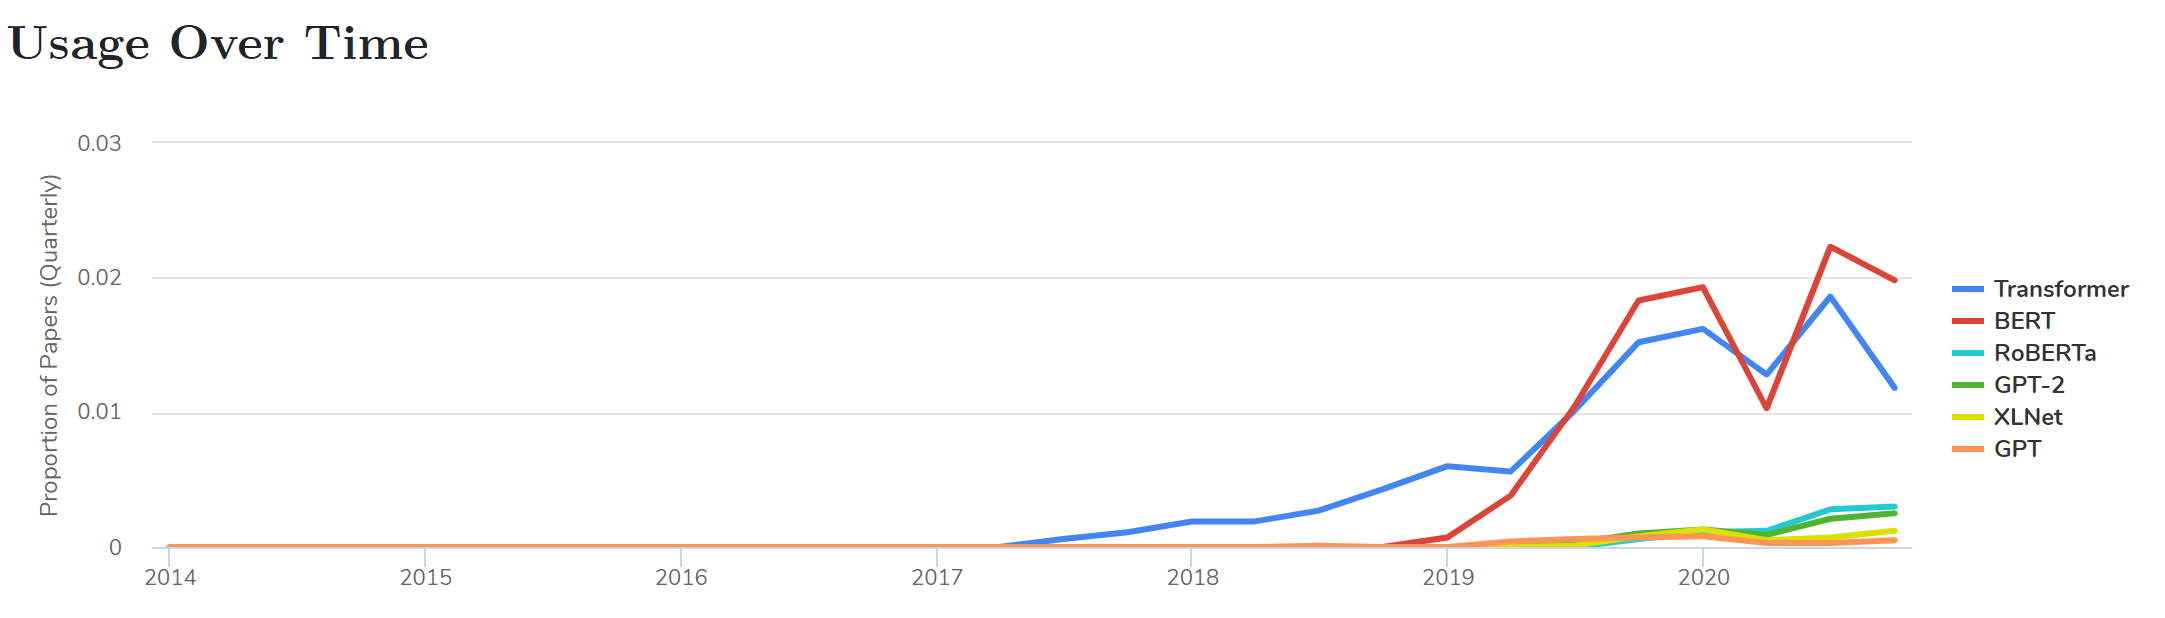 Usage Over Time
Proportion of Papers (Quarterly)
0.03
0.02
0.01
0
2014 2015 2016 2017 2018 2019 2020
Transformer
BERT
RoBERTa
GPT-2
XLNet
GPT